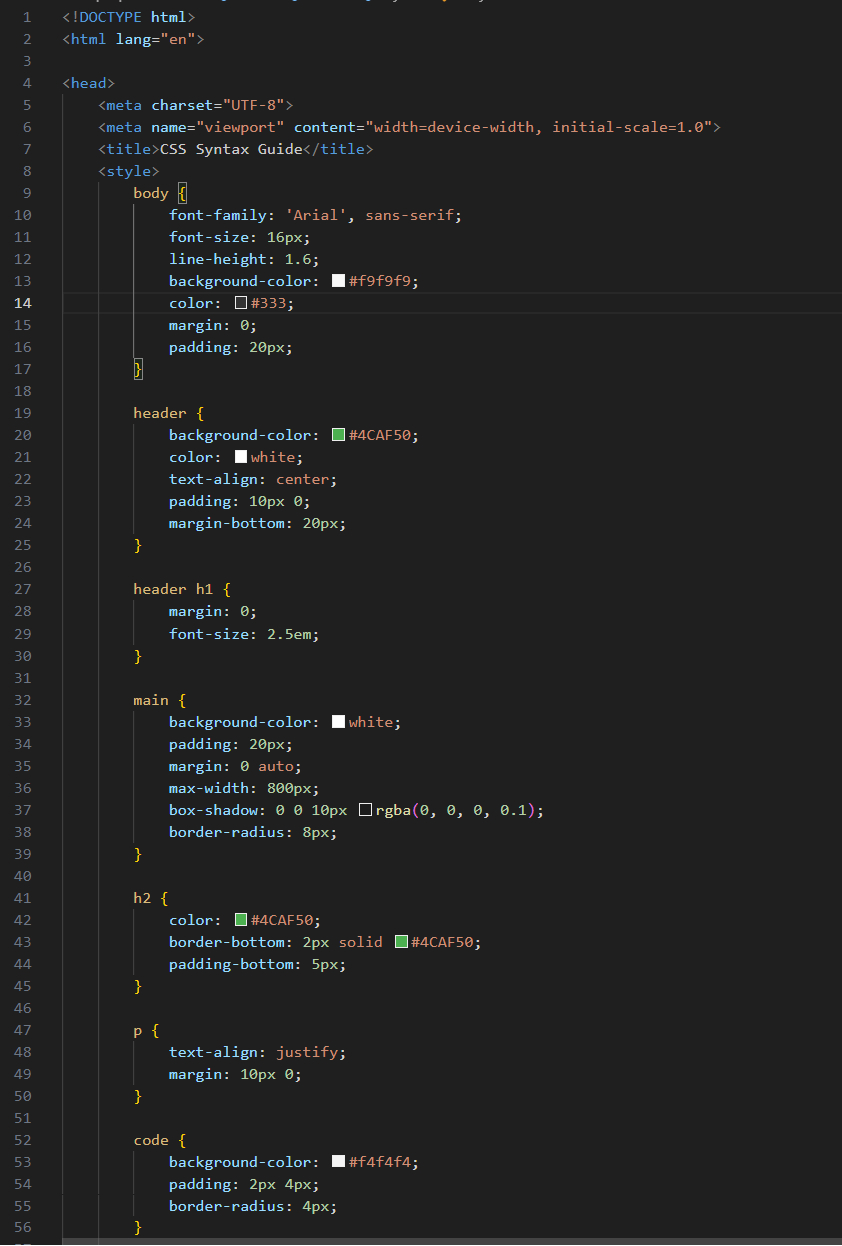 1 <!DOCTYPE html>
2 <html lang="en">
3
4 <head>
5     <meta charset="UTF-8">
6     <meta name="viewport" content="width=device-width, initial-scale=1.0">
7     <title>CSS Syntax Guide</title>
8     <style>
9         body {
10             font-family: 'Arial', sans-serif;
11             font-size: 16px;
12             line-height: 1.6;
13             background-color: #f9f9f9;
14             color: #333;
15             margin: 0;
16             padding: 20px;
17         }
18
19         header {
20             background-color: #4CAF50;
21             color: white;
22             text-align: center;
23             padding: 10px 0;
24             margin-bottom: 20px;
25         }
26
27         header h1 {
28             margin: 0;
29             font-size: 2.5em;
30         }
31
32         main {
33             background-color: white;
34             padding: 20px;
35             margin: 0 auto;
36             max-width: 800px;
37             box-shadow: 0 0 10px rgba(0, 0, 0, 0.1);
38             border-radius: 8px;
39         }
40
41         h2 {
42             color: #4CAF50;
43             border-bottom: 2px solid #4CAF50;
44             padding-bottom: 5px;
45         }
46
47         p {
48             text-align: justify;
49             margin: 10px 0;
50         }
51
52         code {
53             background-color: #f4f4f4;
54             padding: 2px 4px;
55             border-radius: 4px;
56         }